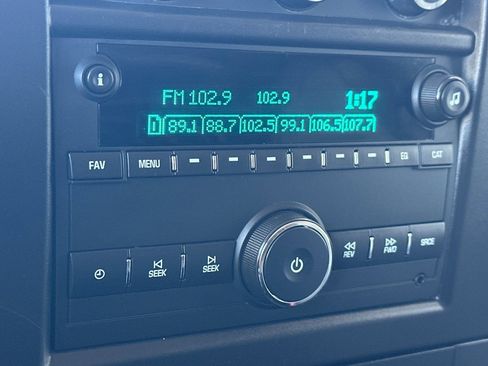 FM 102.9 102.9 1:17
1 89.1 88.7 102.5 99.1 106.5 107.7
FAV MENU EQ CAT
SEEK SEEK REV FWD SRCE